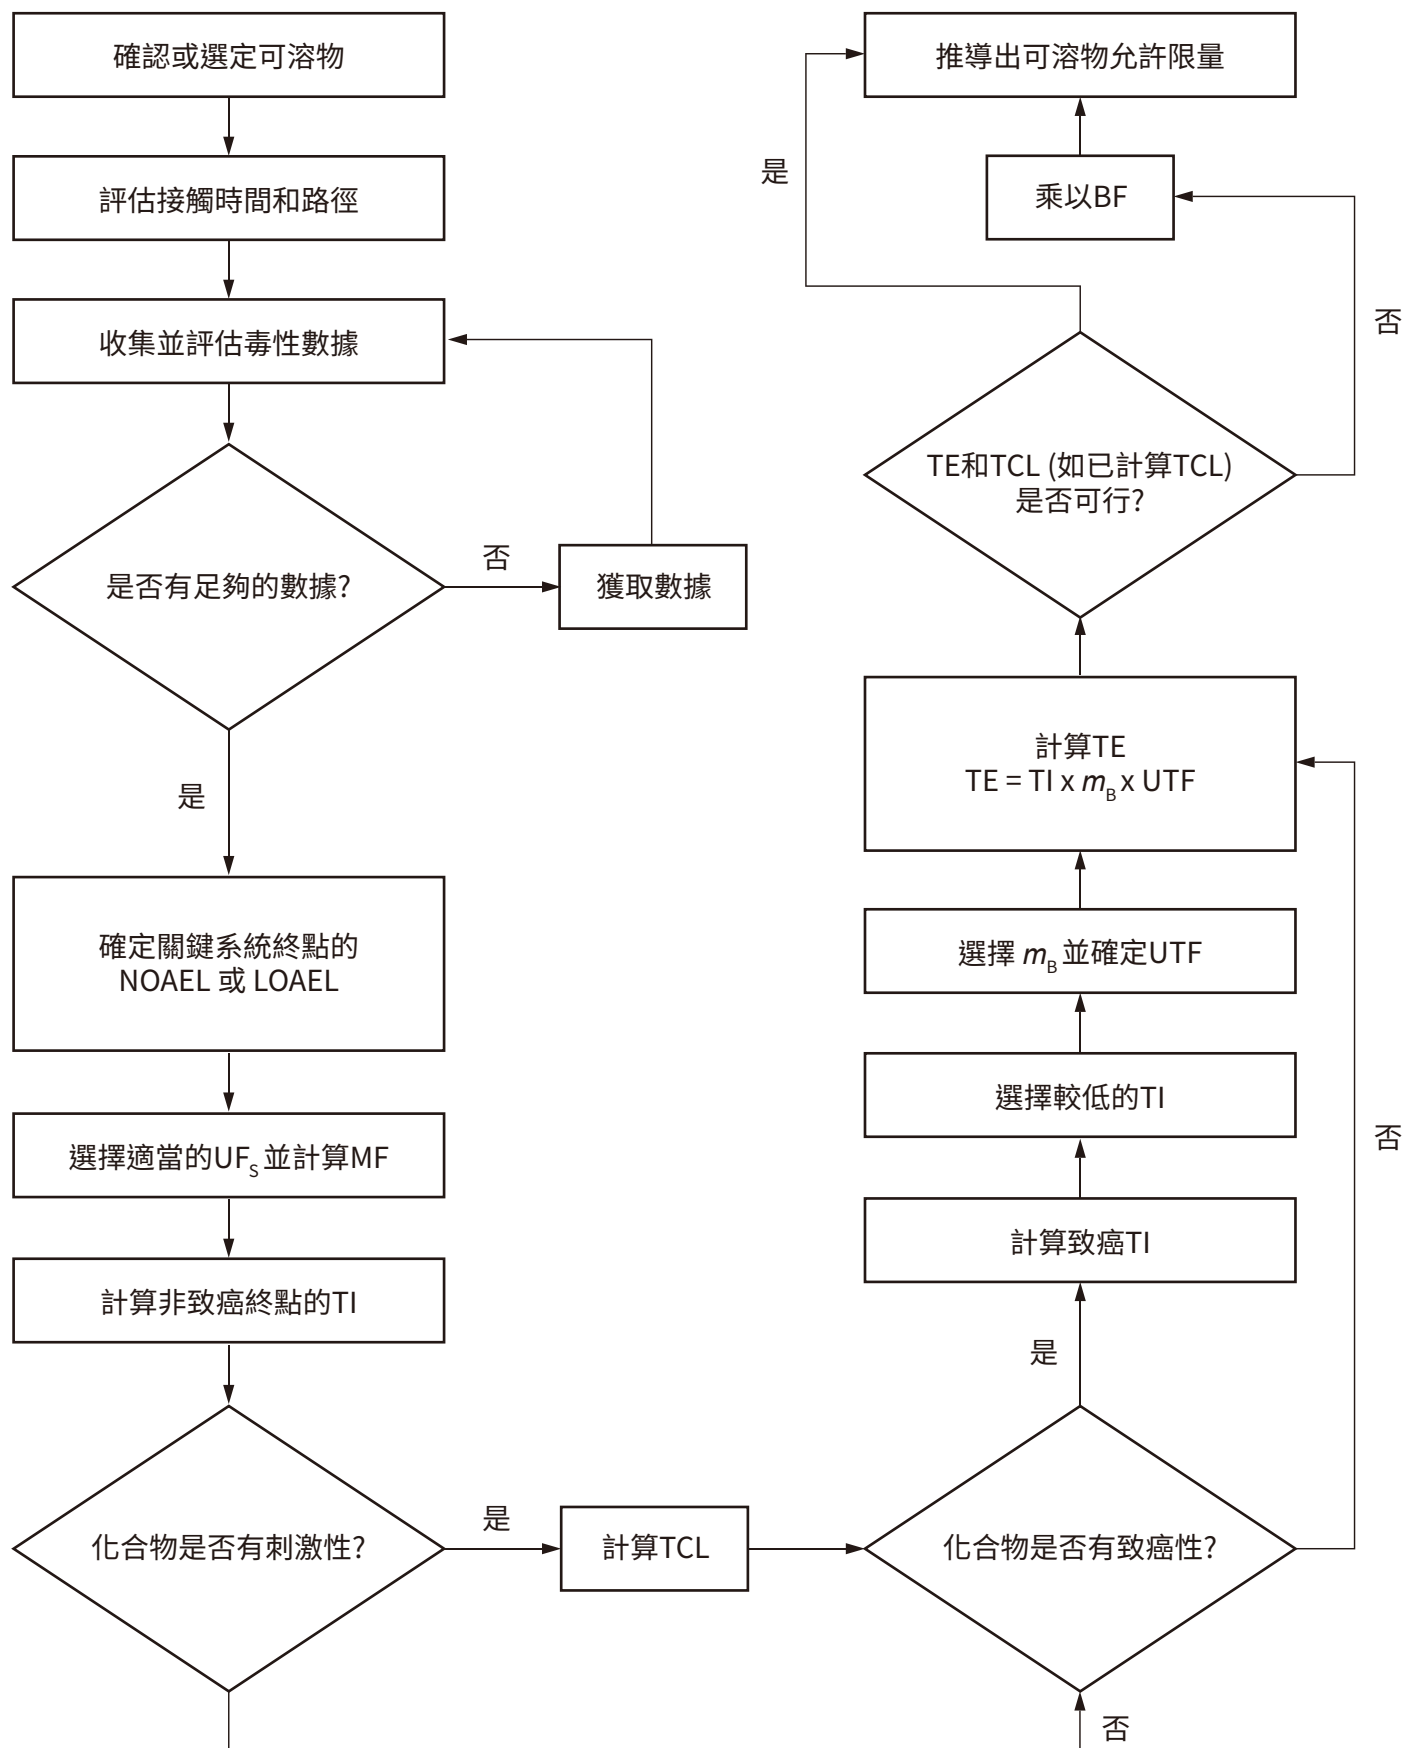 確認或選定可溶物
評估接觸時間和路徑
收集並評估毒性數據
是否有足夠的數據?
否
獲取數據
是
確定關鍵系統終點的
NOAEL 或 LOAEL
選擇適當的UFS並計算MF
計算非致癌終點的TI
化合物是否有刺激性?
是
計算TCL
化合物是否有致癌性?
否
是
否
計算致癌TI
選擇較低的TI
選擇 mB並確定UTF
計算TE
TE = TI x mB x UTF
TE和TCL (如已計算TCL)
是否可行?
否
是
乘以BF
推導出可溶物允許限量